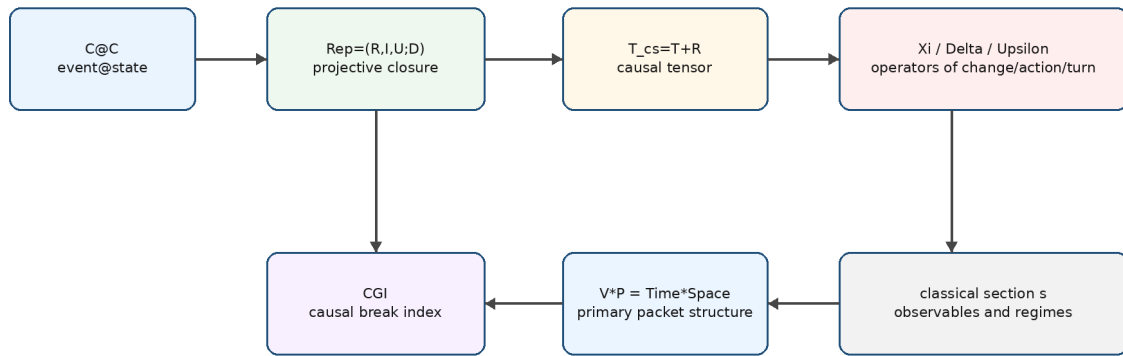 C@C
event@state
Rep=(R,I,U;D)
projective closure
T_cs=T+R
causal tensor
Xi / Delta / Upsilon
operators of change/action/turn
CGI
causal break index
V*P = Time*Space
primary packet structure
classical section s
observables and regimes